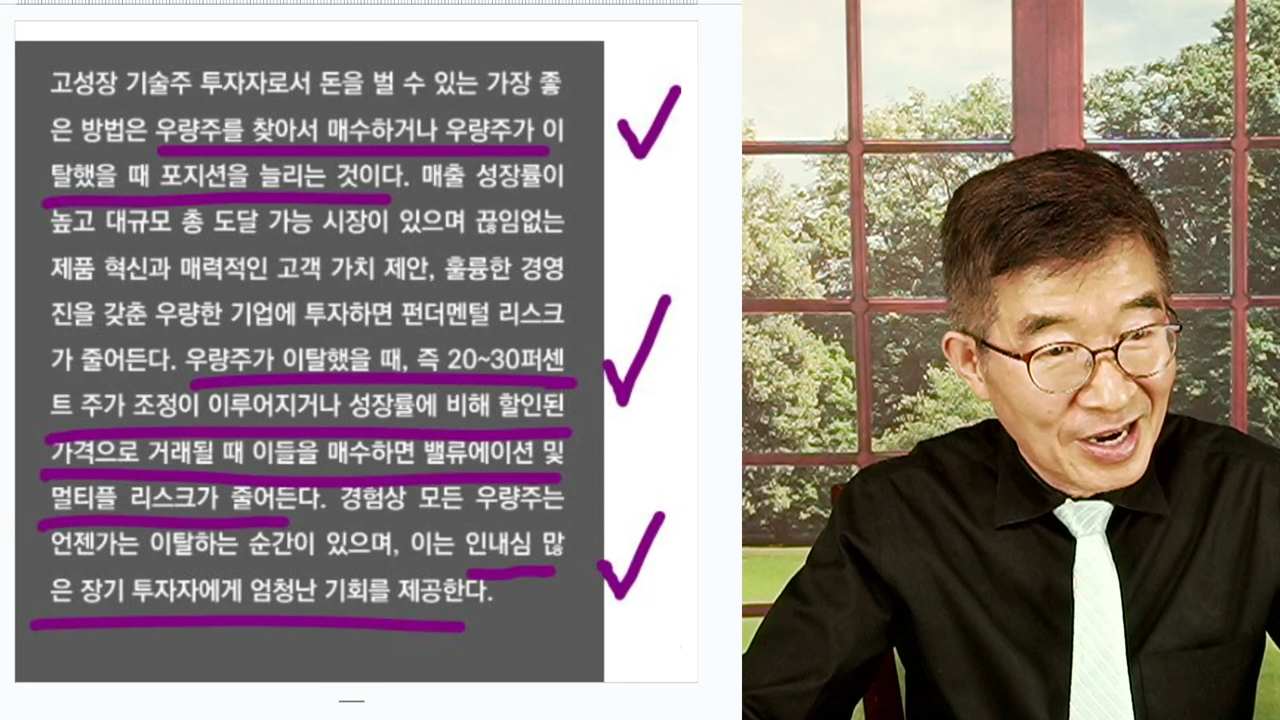 고성장 기술주 투자자로서 돈을 벌 수 있는 가장 좋
은 방법은 우량주를 찾아서 매수하거나 우량주가 이
탈했을 때 포지션을 늘리는 것이다. 매출 성장률이
높고 대규모 총 도달 가능 시장이 있으며 끊임없는
제품 혁신과 매력적인 고객 가치 제안, 훌륭한 경영
진을 갖춘 우량한 기업에 투자하면 펀더멘털 리스크
가 줄어든다. 우량주가 이탈했을 때, 즉 20~30퍼센
트 주가 조정이 이루어지거나 성장률에 비해 할인된
가격으로 거래될 때 이들을 매수하면 밸류에이션 및
멀티플 리스크가 줄어든다. 경험상 모든 우량주는
언젠가는 이탈하는 순간이 있으며, 이는 인내심 많
은 장기 투자자에게 엄청난 기회를 제공한다.